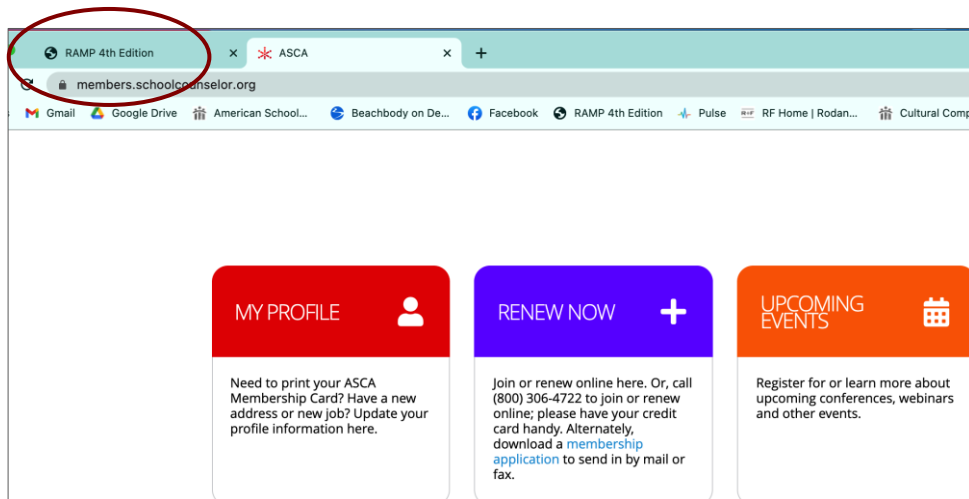 RAMP 4th Edition × ASCA × +
members.schoolcounselor.org
Gmail Google Drive American School... Beachbody on De... Facebook RAMP 4th Edition Pulse R+F RF Home | Rodan... Cultural Comp
MY PROFILE
Need to print your ASCA
Membership Card? Have a new
address or new job? Update your
profile information here.
RENEW NOW
Join or renew online here. Or, call
(800) 306-4722 to join or renew
online; please have your credit
card handy. Alternately,
download a membership
application to send in by mail or
fax.
UPCOMING
EVENTS
Register for or learn more about
upcoming conferences, webinars
and other events.